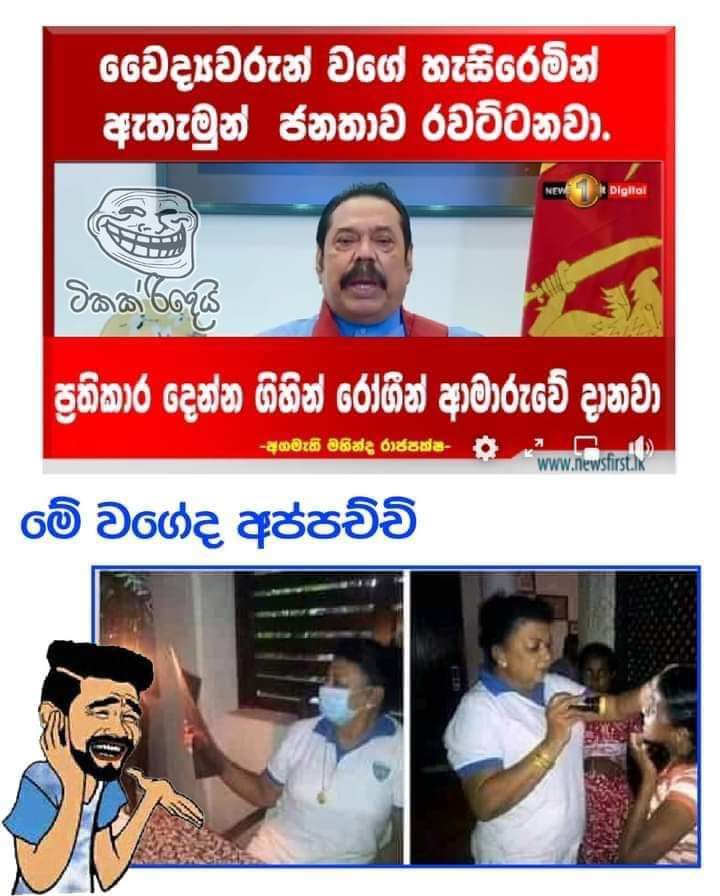 වෛද්‍යවරුන් වගේ හැසිරෙමින්
ඇතැමුන් ජනතාව රවට්ටනවා.
NEWS 1st Digital
ටිකක් රිදෙයි
ප්‍රතිකාර දෙන්න ගිහින් රෝගීන් ආමාරුවේ දානවා
-අගමැති මහින්ද රාජපක්ෂ-
www.newsfirst.lk
මේ වගේද අප්පච්චි